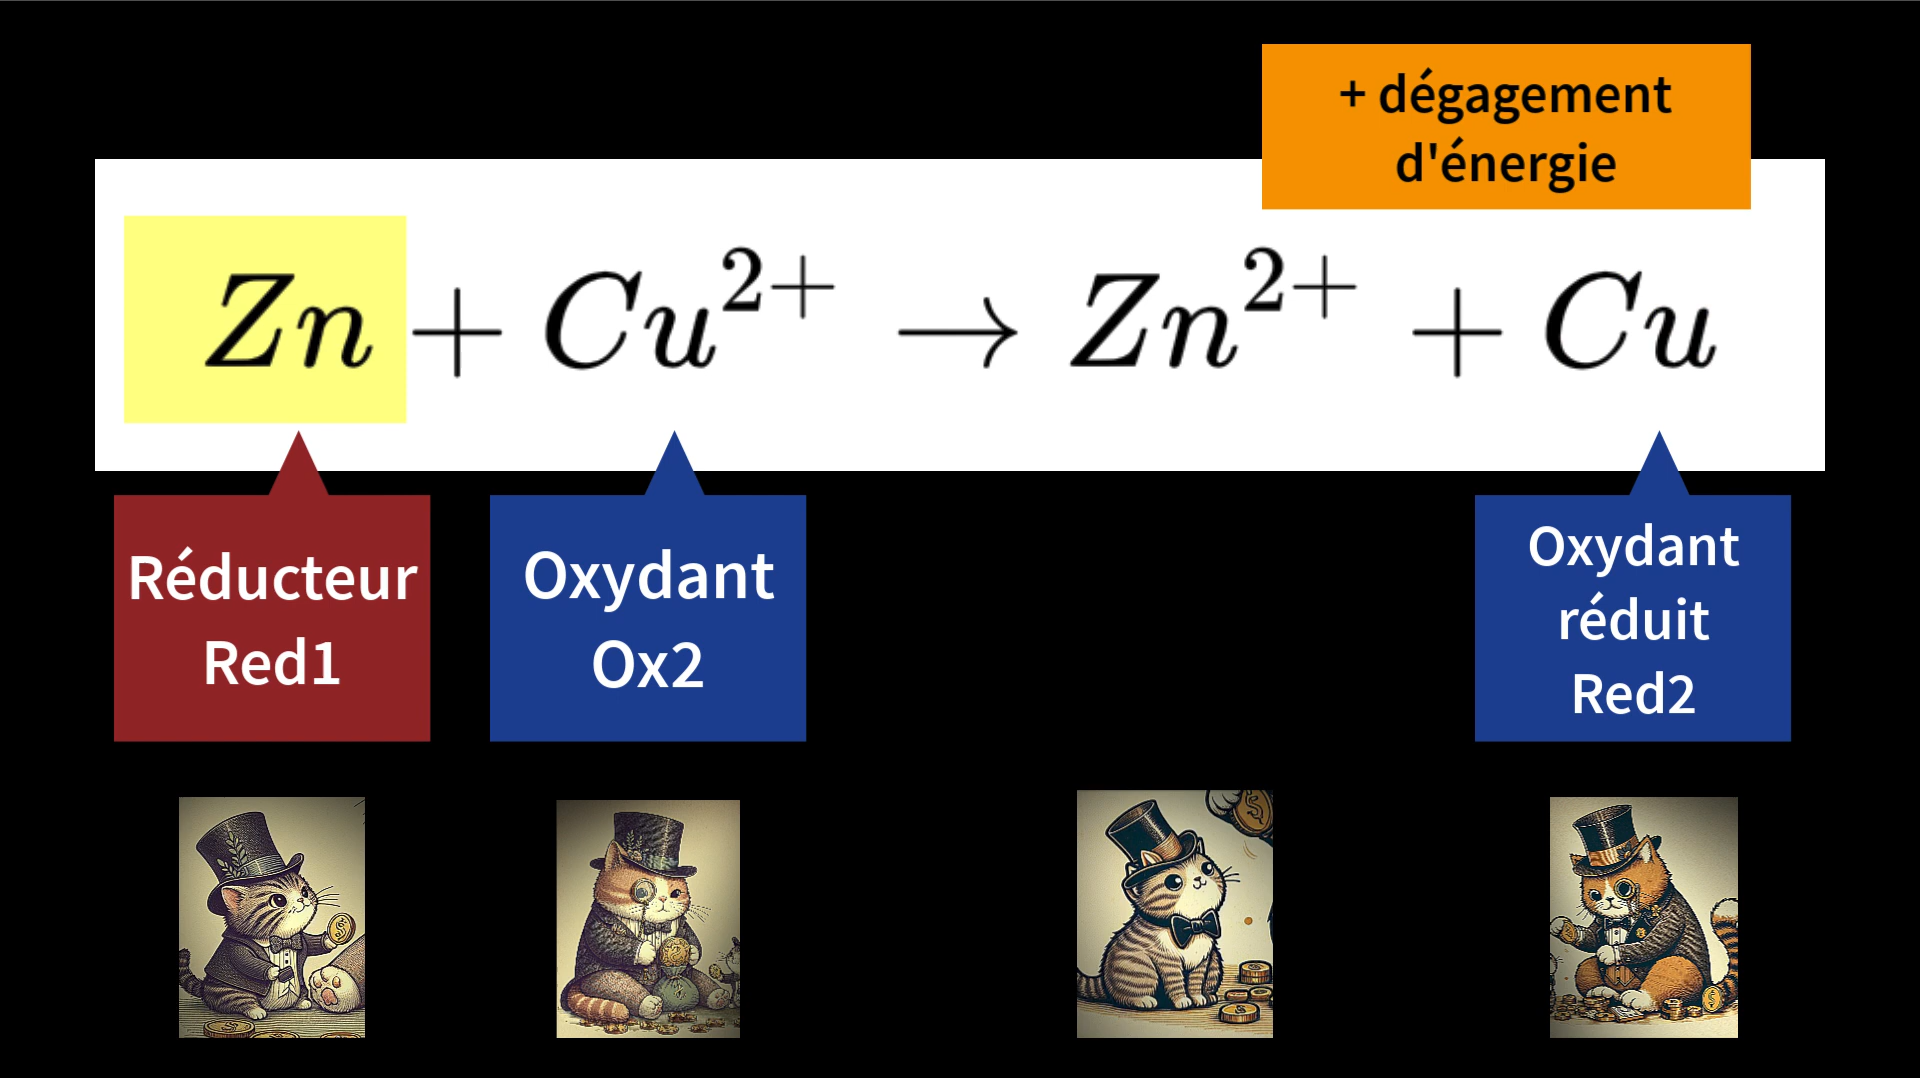 + dégagement
d'énergie
Zn + Cu²⁺ → Zn²⁺ + Cu
Réducteur
Red1
Oxydant
Ox2
Oxydant
réduit
Red2